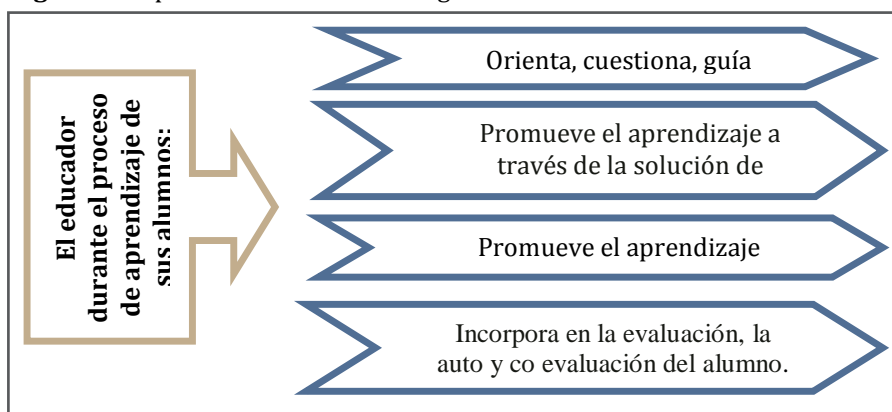 El educador
durante el proceso
de aprendizaje de
sus alumnos:
Orienta, cuestiona, guía
Promueve el aprendizaje a
través de la solución de
Promueve el aprendizaje
Incorpora en la evaluación, la
auto y co evaluación del alumno.